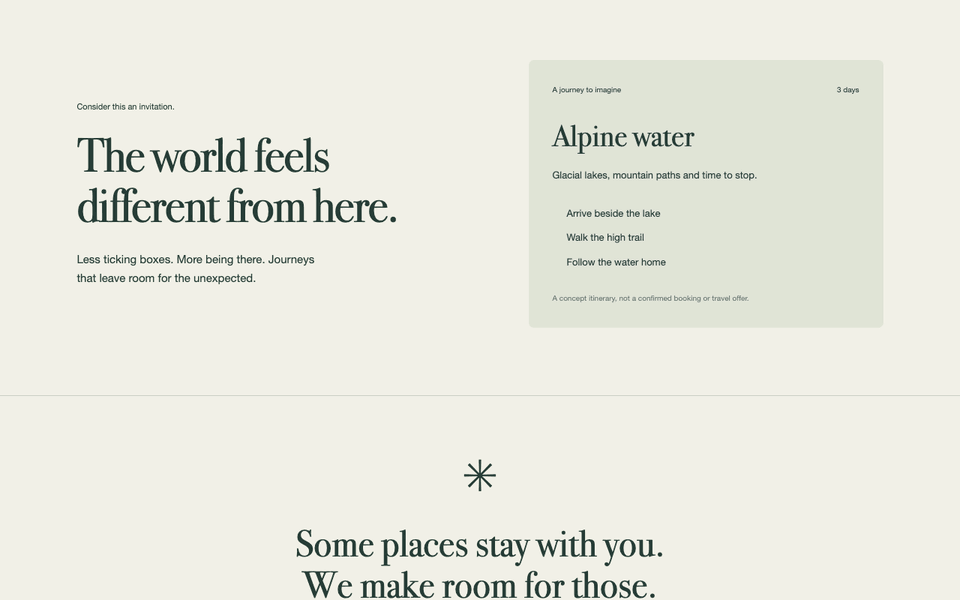 Consider this an invitation.
The world feels
different from here.
Less ticking boxes. More being there. Journeys
that leave room for the unexpected.
A journey to imagine
3 days
Alpine water
Glacial lakes, mountain paths and time to stop.
Arrive beside the lake
Walk the high trail
Follow the water home
A concept itinerary, not a confirmed booking or travel offer.
Some places stay with you.
We make room for those.